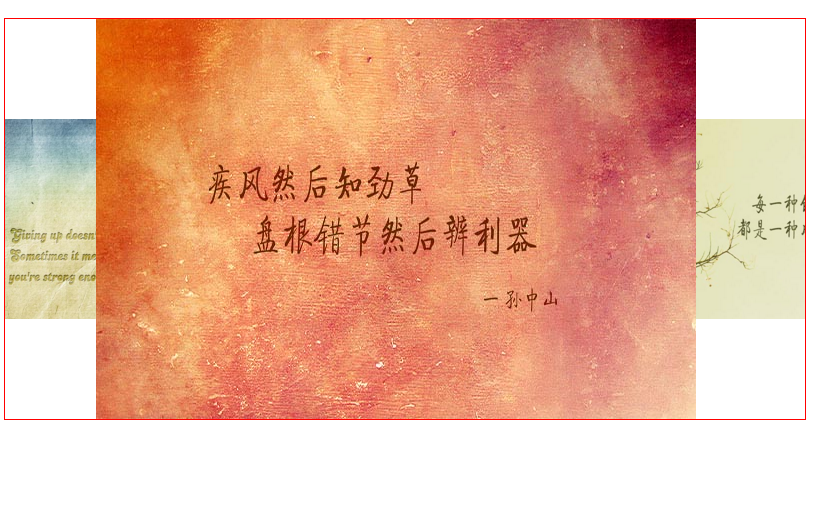 疾风然后知劲草
盘根错节然后辨利器
一孙中山
Giving up doesn
Sometimes it me
you're strong eno
每一种
都是一种